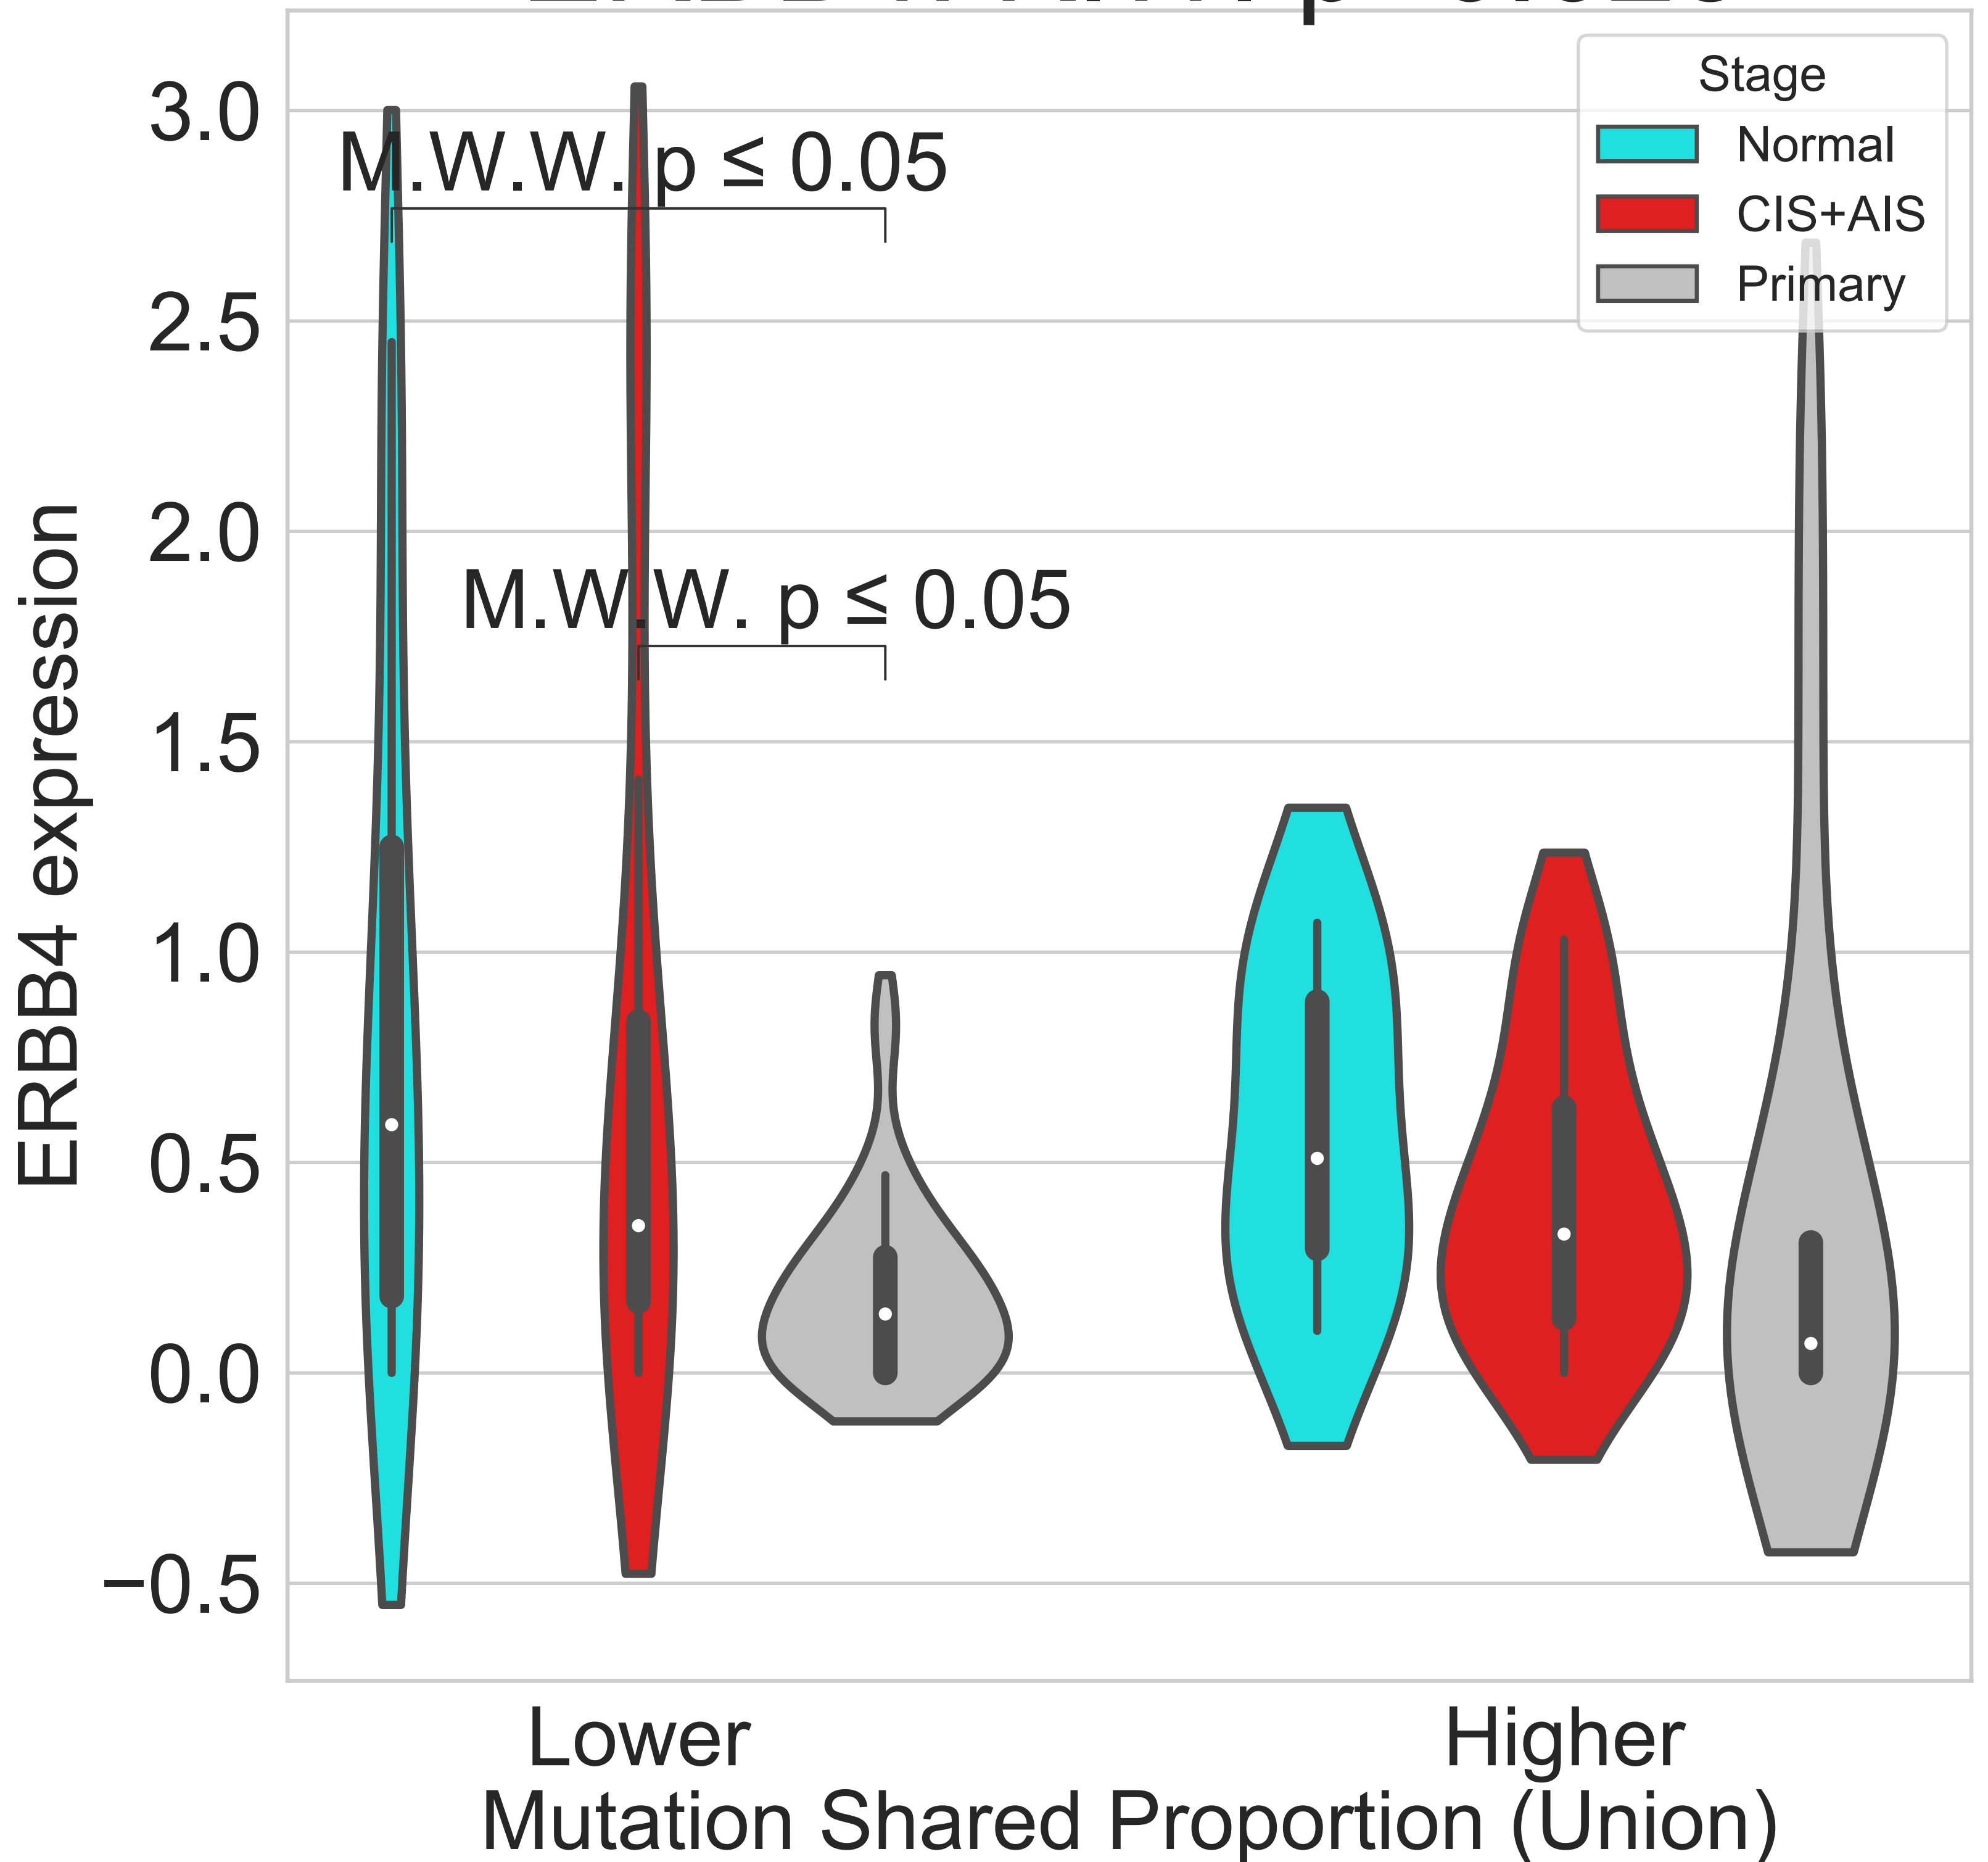 Stage
Normal
CIS+AIS
Primary
3.0
2.5
2.0
1.5
1.0
0.5
0.0
−0.5
ERBB4 expression
M.W.W. p ≤ 0.05
M.W.W. p ≤ 0.05
Lower
Higher
Mutation Shared Proportion (Union)